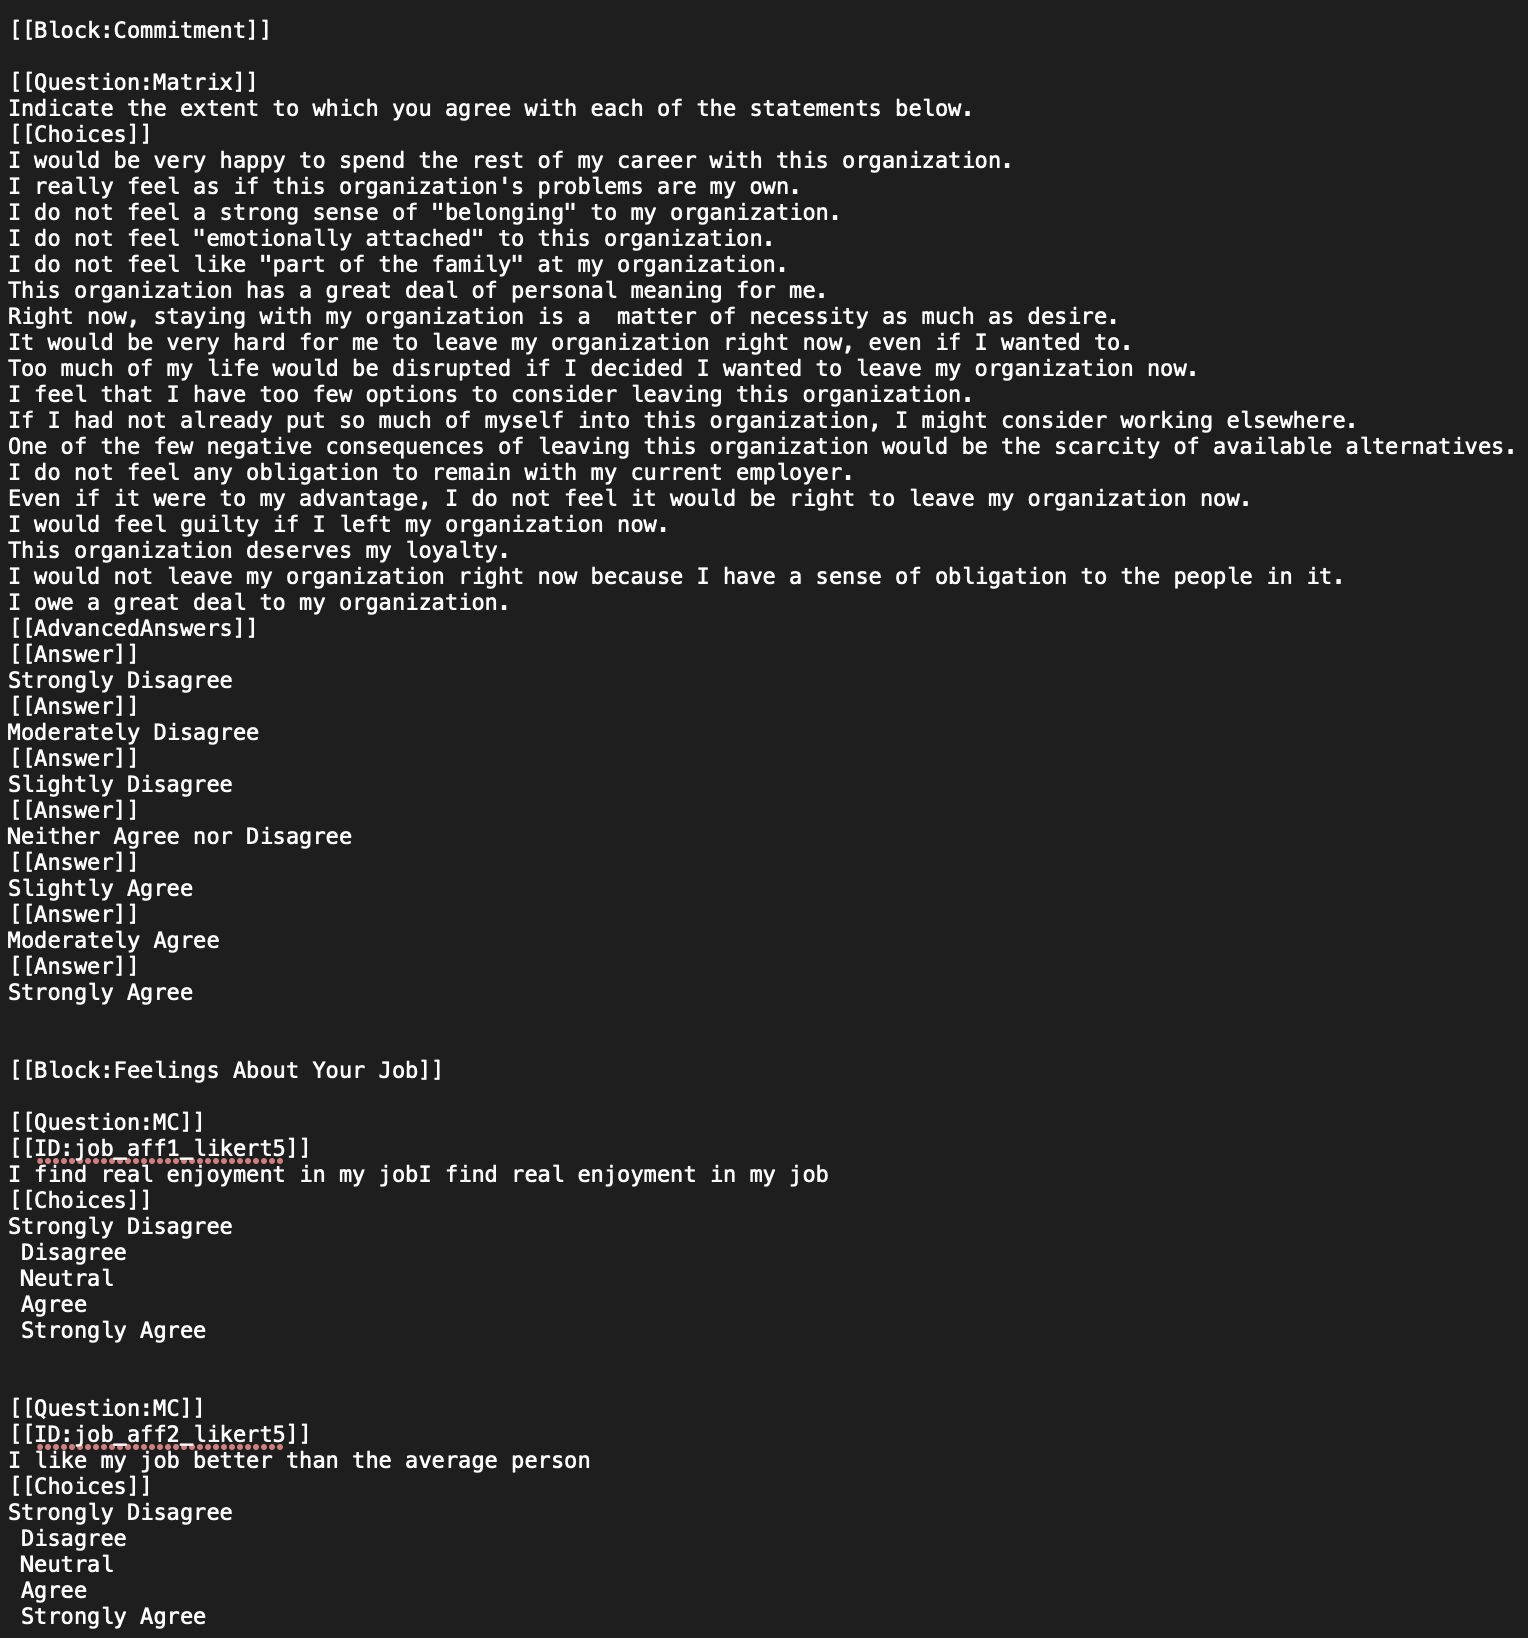 [[Block:Commitment]]
[[Question:Matrix]]
Indicate the extent to which you agree with each of the statements below.
[[Choices]]
I would be very happy to spend the rest of my career with this organization.
I really feel as if this organization's problems are my own.
I do not feel a strong sense of "belonging" to my organization.
I do not feel "emotionally attached" to this organization.
I do not feel like "part of the family" at my organization.
This organization has a great deal of personal meaning for me.
Right now, staying with my organization is a  matter of necessity as much as desire.
It would be very hard for me to leave my organization right now, even if I wanted to.
Too much of my life would be disrupted if I decided I wanted to leave my organization now.
I feel that I have too few options to consider leaving this organization.
If I had not already put so much of myself into this organization, I might consider working elsewhere.
One of the few negative consequences of leaving this organization would be the scarcity of available alternatives.
I do not feel any obligation to remain with my current employer.
Even if it were to my advantage, I do not feel it would be right to leave my organization now.
I would feel guilty if I left my organization now.
This organization deserves my loyalty.
I would not leave my organization right now because I have a sense of obligation to the people in it.
I owe a great deal to my organization.
[[AdvancedAnswers]]
[[Answer]]
Strongly Disagree
[[Answer]]
Moderately Disagree
[[Answer]]
Slightly Disagree
[[Answer]]
Neither Agree nor Disagree
[[Answer]]
Slightly Agree
[[Answer]]
Moderately Agree
[[Answer]]
Strongly Agree
[[Block:Feelings About Your Job]]
[[Question:MC]]
[[ID:job_aff1_likert5]]
I find real enjoyment in my jobI find real enjoyment in my job
[[Choices]]
Strongly Disagree
 Disagree
 Neutral
 Agree
 Strongly Agree
[[Question:MC]]
[[ID:job_aff2_likert5]]
I like my job better than the average person
[[Choices]]
Strongly Disagree
 Disagree
 Neutral
 Agree
 Strongly Agree